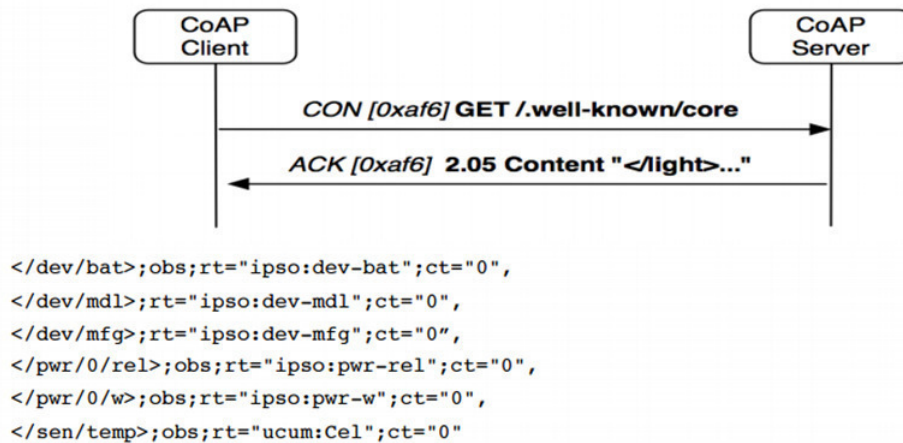 CoAP
Client
CoAP
Server
CON [0xaf6] GET /.well-known/core
ACK [0xaf6] 2.05 Content "</light>..."
</dev/bat>;obs;rt="ipso:dev-bat";ct="0",
</dev/mdl>;rt="ipso:dev-mdl";ct="0",
</dev/mfg>;rt="ipso:dev-mfg";ct="0”,
</pwr/0/rel>;obs;rt="ipso:pwr-rel";ct="0",
</pwr/0/w>;obs;rt="ipso:pwr-w";ct="0",
</sen/temp>;obs;rt="ucum:Cel";ct="0"